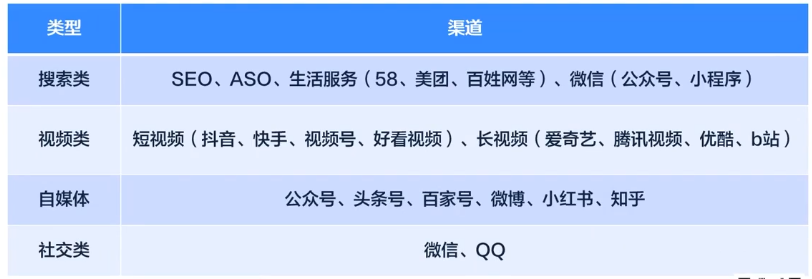 类型 渠道
搜索类 SEO、ASO、生活服务（58、美团、百姓网等）、微信（公众号、小程序）
视频类 短视频（抖音、快手、视频号、好看视频）、长视频（爱奇艺、腾讯视频、优酷、b站）
自媒体 公众号、头条号、百家号、微博、小红书、知乎
社交类 微信、QQ